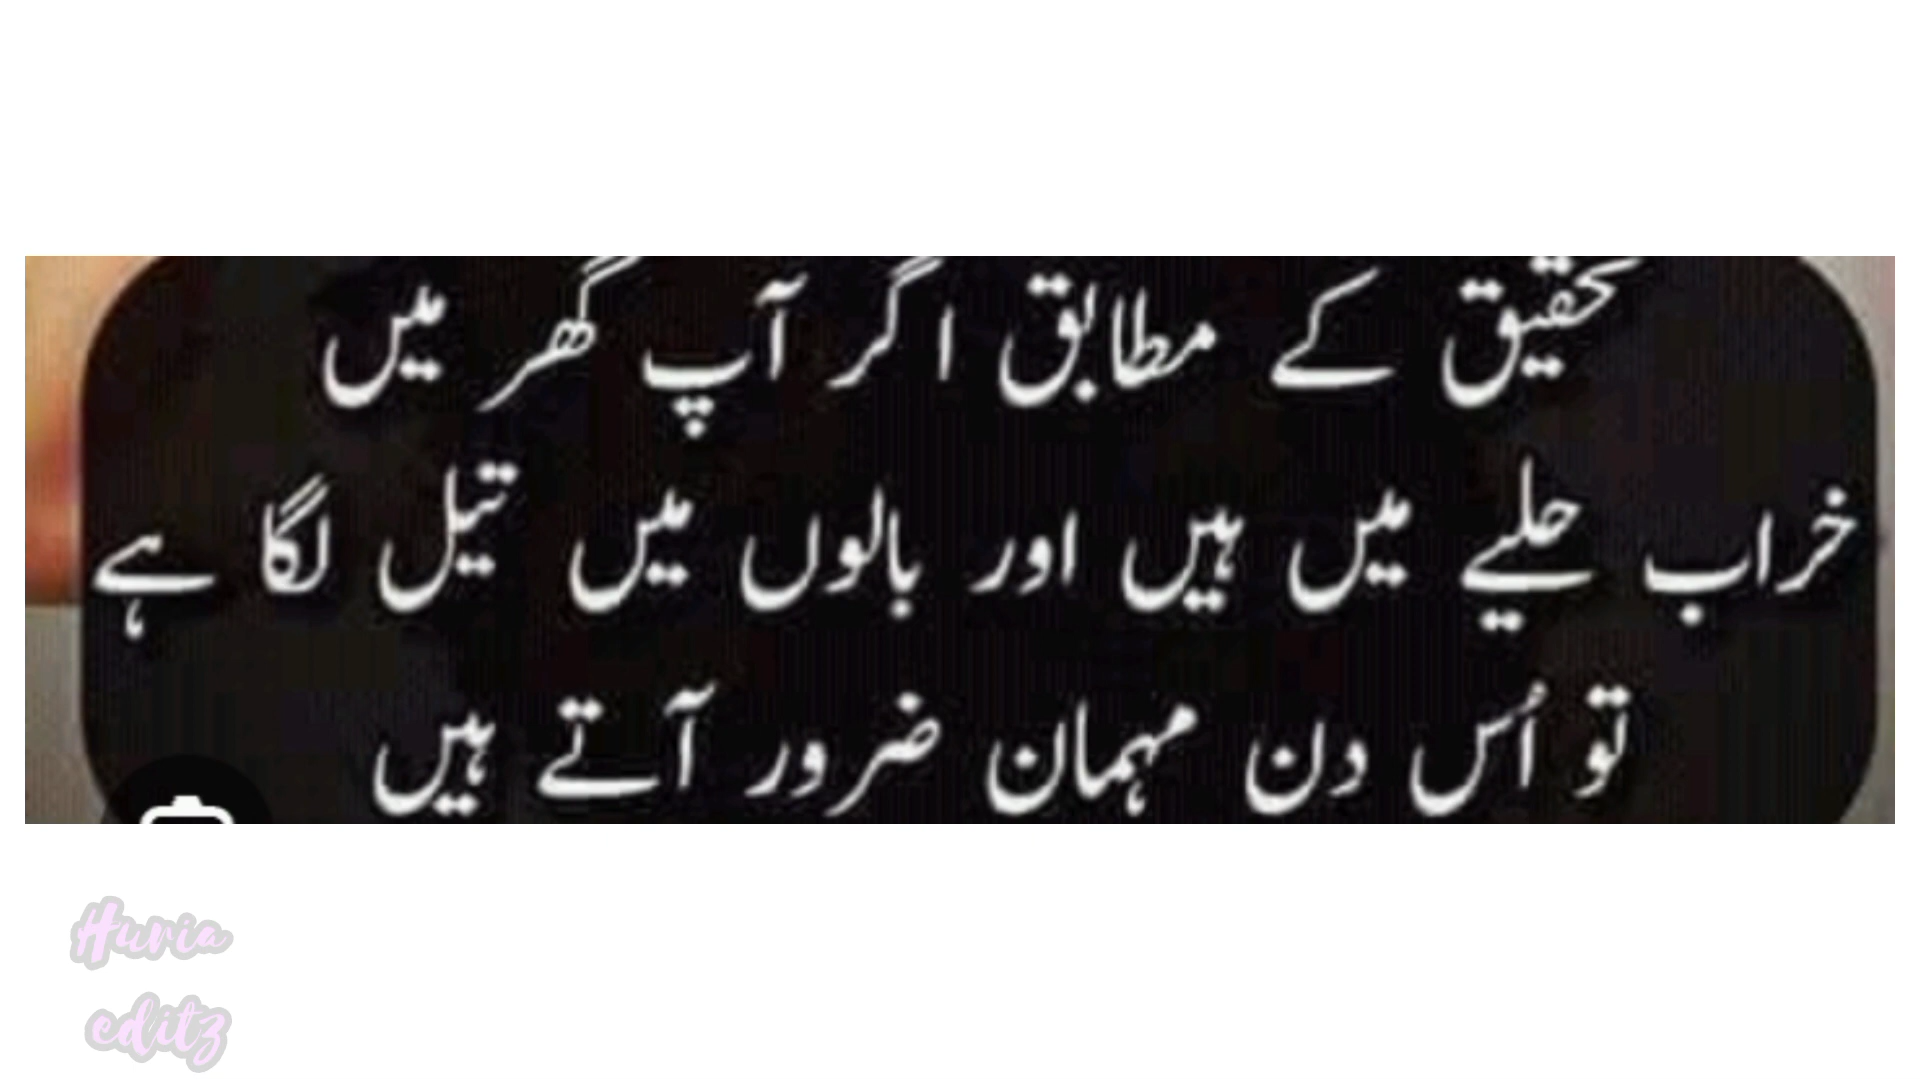 تحقیق کے مطابق اگر آپ گھر میں
خراب حلیے میں ہیں اور بالوں میں تیل لگا ہے
تو اُس دن مہمان ضرور آتے ہیں
Huria
editz